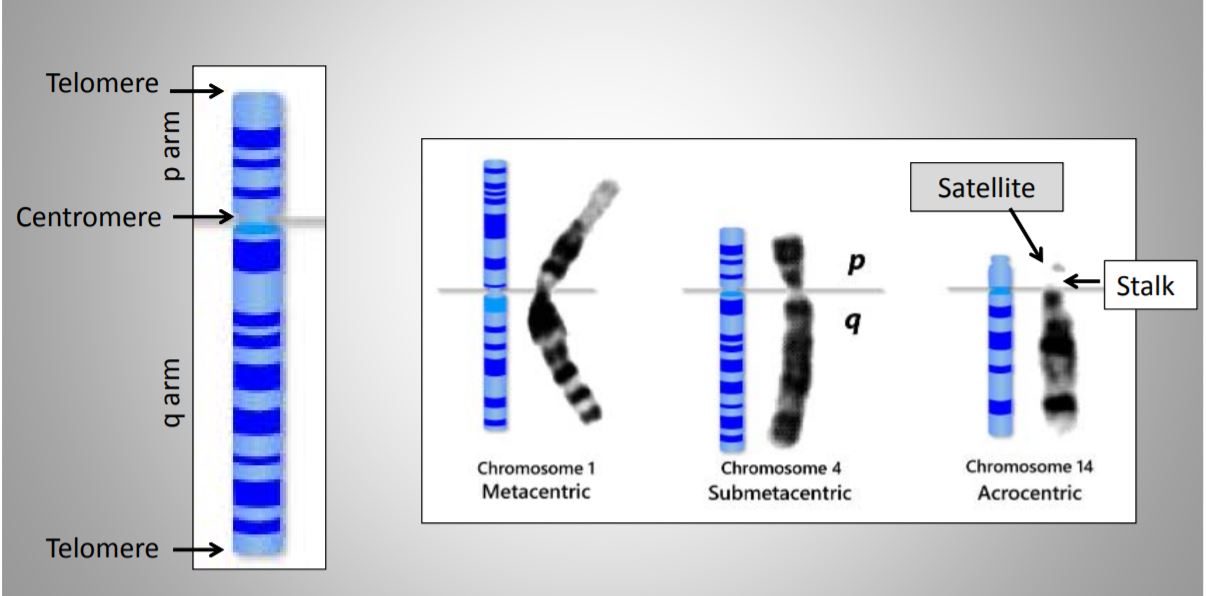 Telomere
p arm
Centromere
q arm
Telomere
Satellite
Stalk
p
q
Chromosome 1
Metacentric
Chromosome 4
Submetacentric
Chromosome 14
Acrocentric